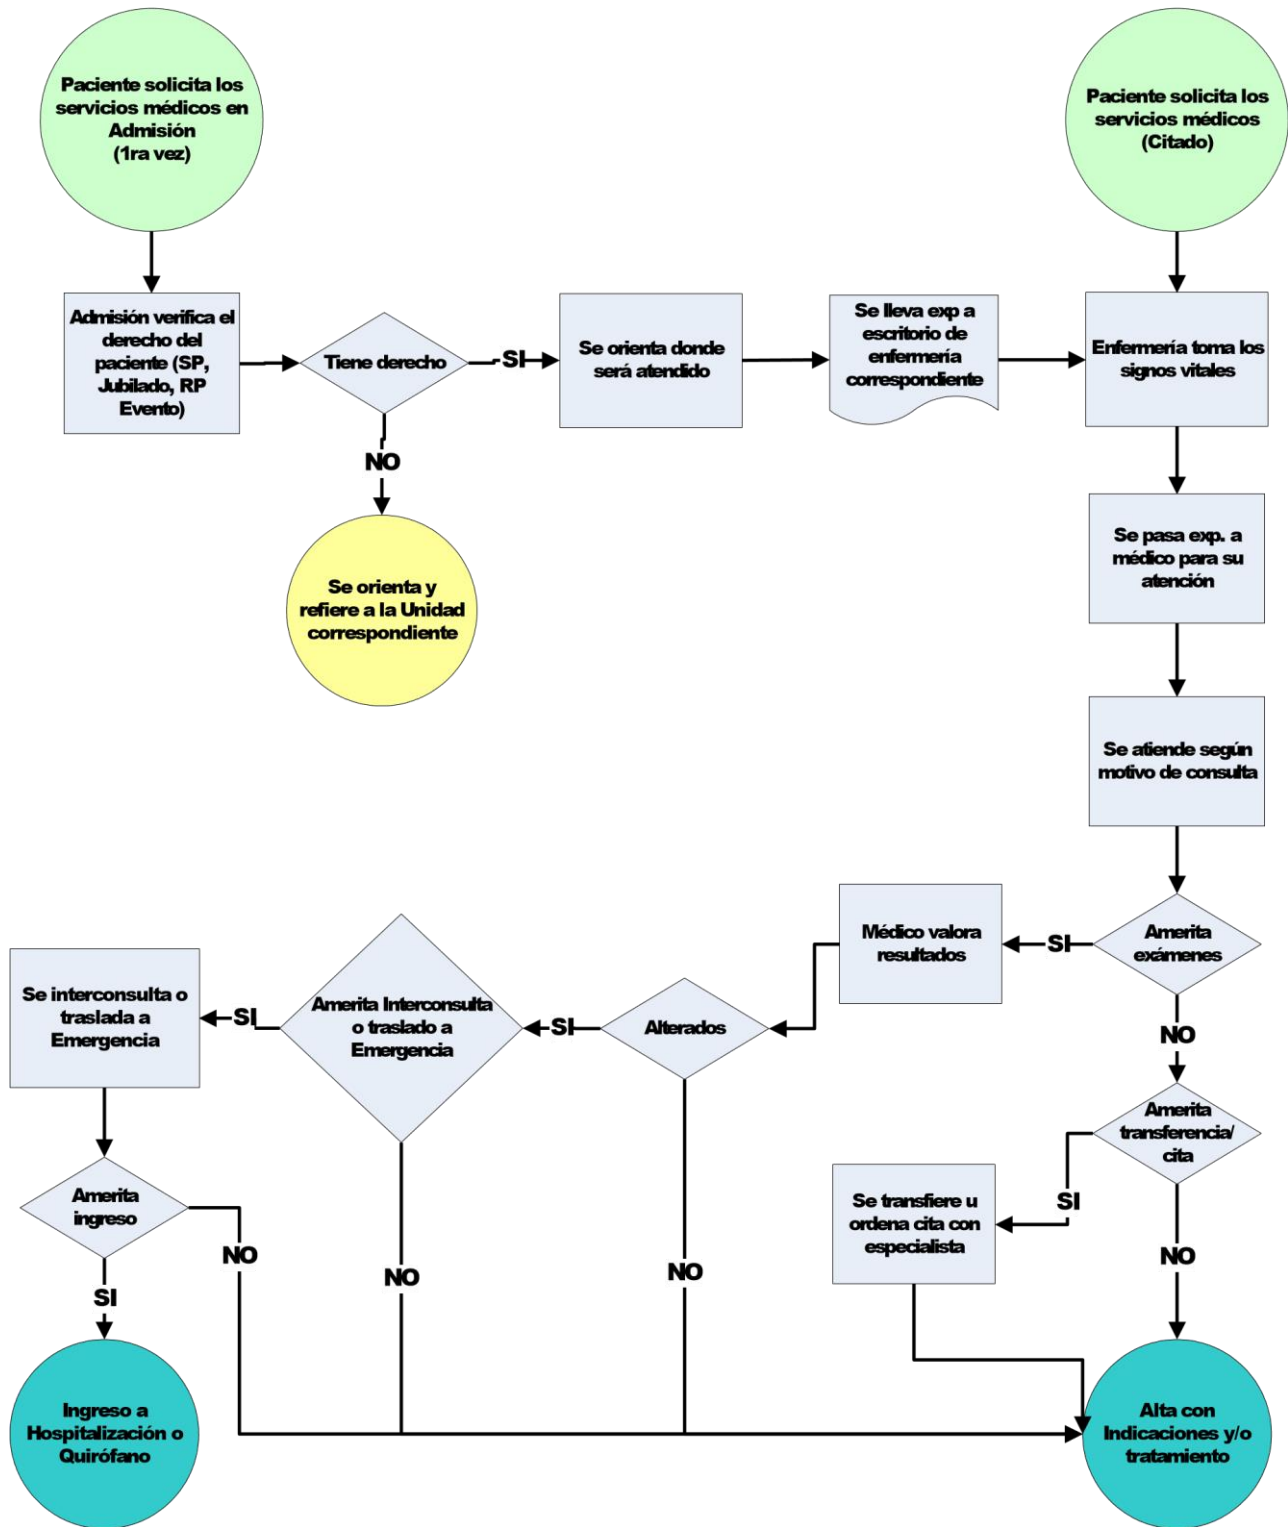 Paciente solicita los
servicios médicos en
Admisión
(1ra vez)
Paciente solicita los
servicios médicos
(Citado)
Admisión verifica el
derecho del
paciente (SP,
Jubilado, RP
Evento)
Tiene derecho
SI
Se orienta donde
será atendido
Se lleva exp a
escritorio de
enfermería
correspondiente
Enfermería toma los
signos vitales
NO
Se orienta y
refiere a la Unidad
correspondiente
Se pasa exp. a
médico para su
atención
Se atiende según
motivo de consulta
Amerita
exámenes
SI
Médico valora
resultados
Alterados
SI
Amerita Interconsulta
o traslado a
Emergencia
SI
Se interconsulta o
traslada a
Emergencia
NO
Amerita
transferencia/
cita
SI
Se transfiere u
ordena cita con
especialista
Amerita
ingreso
NO
NO
NO
NO
SI
Ingreso a
Hospitalización o
Quirófano
Alta con
Indicaciones y/o
tratamiento